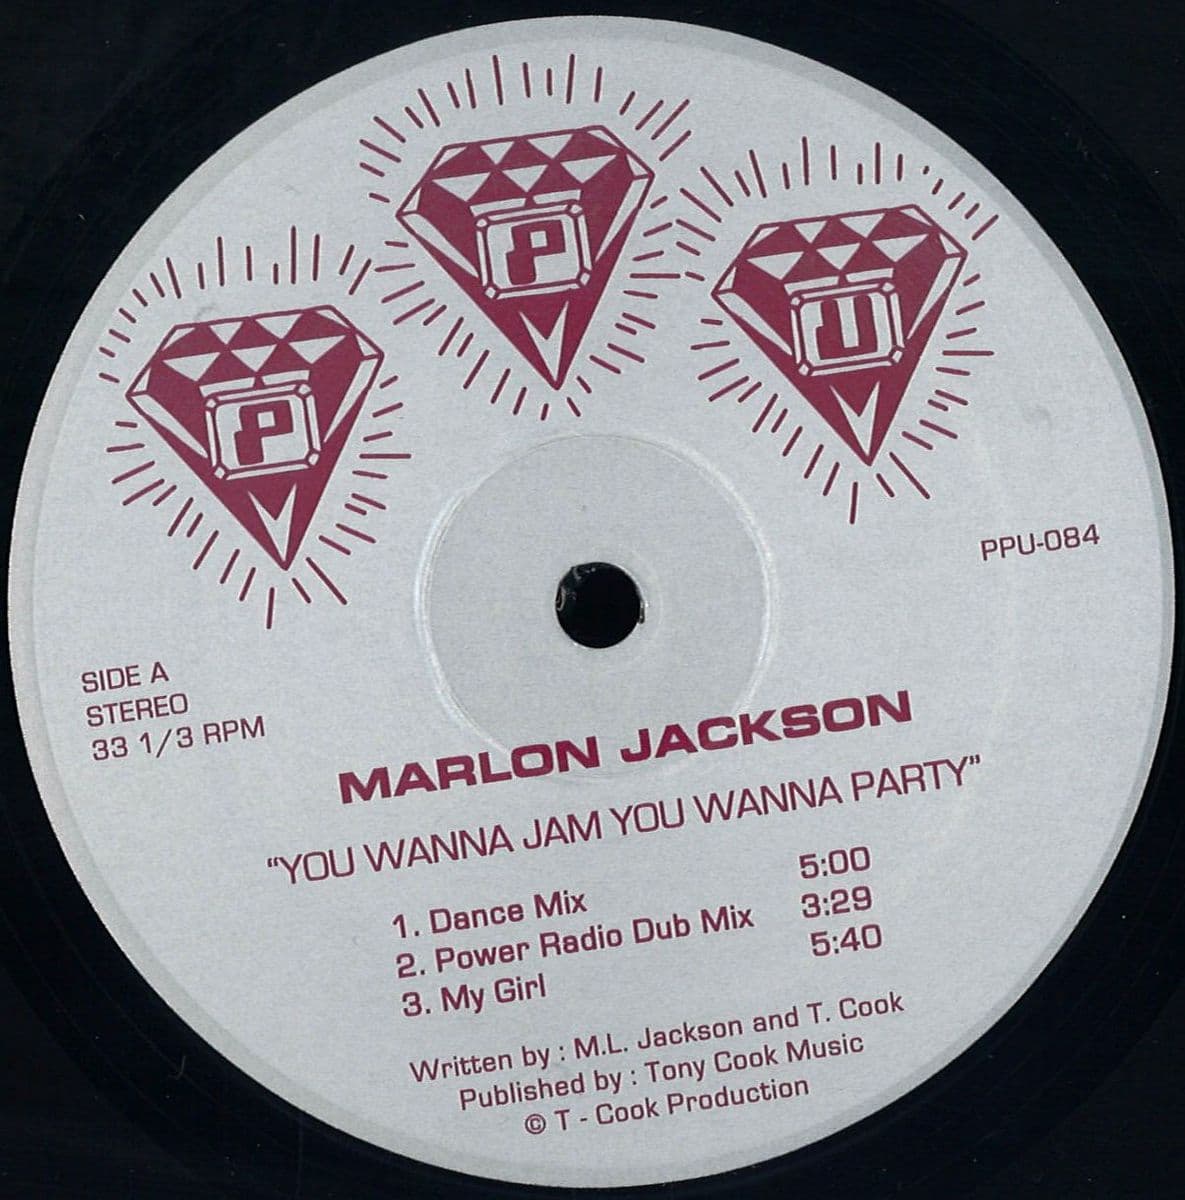 P P U
PPU-084
SIDE A
STEREO
33 1/3 RPM
MARLON JACKSON
"YOU WANNA JAM YOU WANNA PARTY"
1. Dance Mix 5:00
2. Power Radio Dub Mix 3:29
3. My Girl 5:40
Written by : M.L. Jackson and T. Cook
Published by : Tony Cook Music
© T - Cook Production